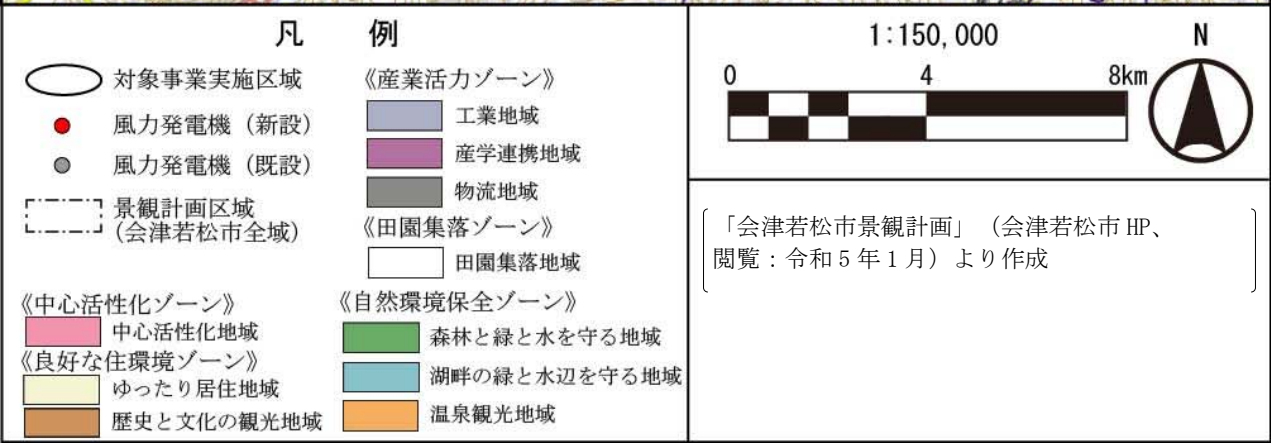 凡 例
対象事業実施区域
風力発電機（新設）
風力発電機（既設）
景観計画区域
（会津若松市全域）
《中心活性化ゾーン》
中心活性化地域
《良好な住環境ゾーン》
ゆったり居住地域
歴史と文化の観光地域
《産業活力ゾーン》
工業地域
産学連携地域
物流地域
《田園集落ゾーン》
田園集落地域
《自然環境保全ゾーン》
森林と緑と水を守る地域
湖畔の緑と水辺を守る地域
温泉観光地域
1:150,000
N
0 4 8km
「会津若松市景観計画」（会津若松市 HP、
閲覧：令和5年1月）より作成